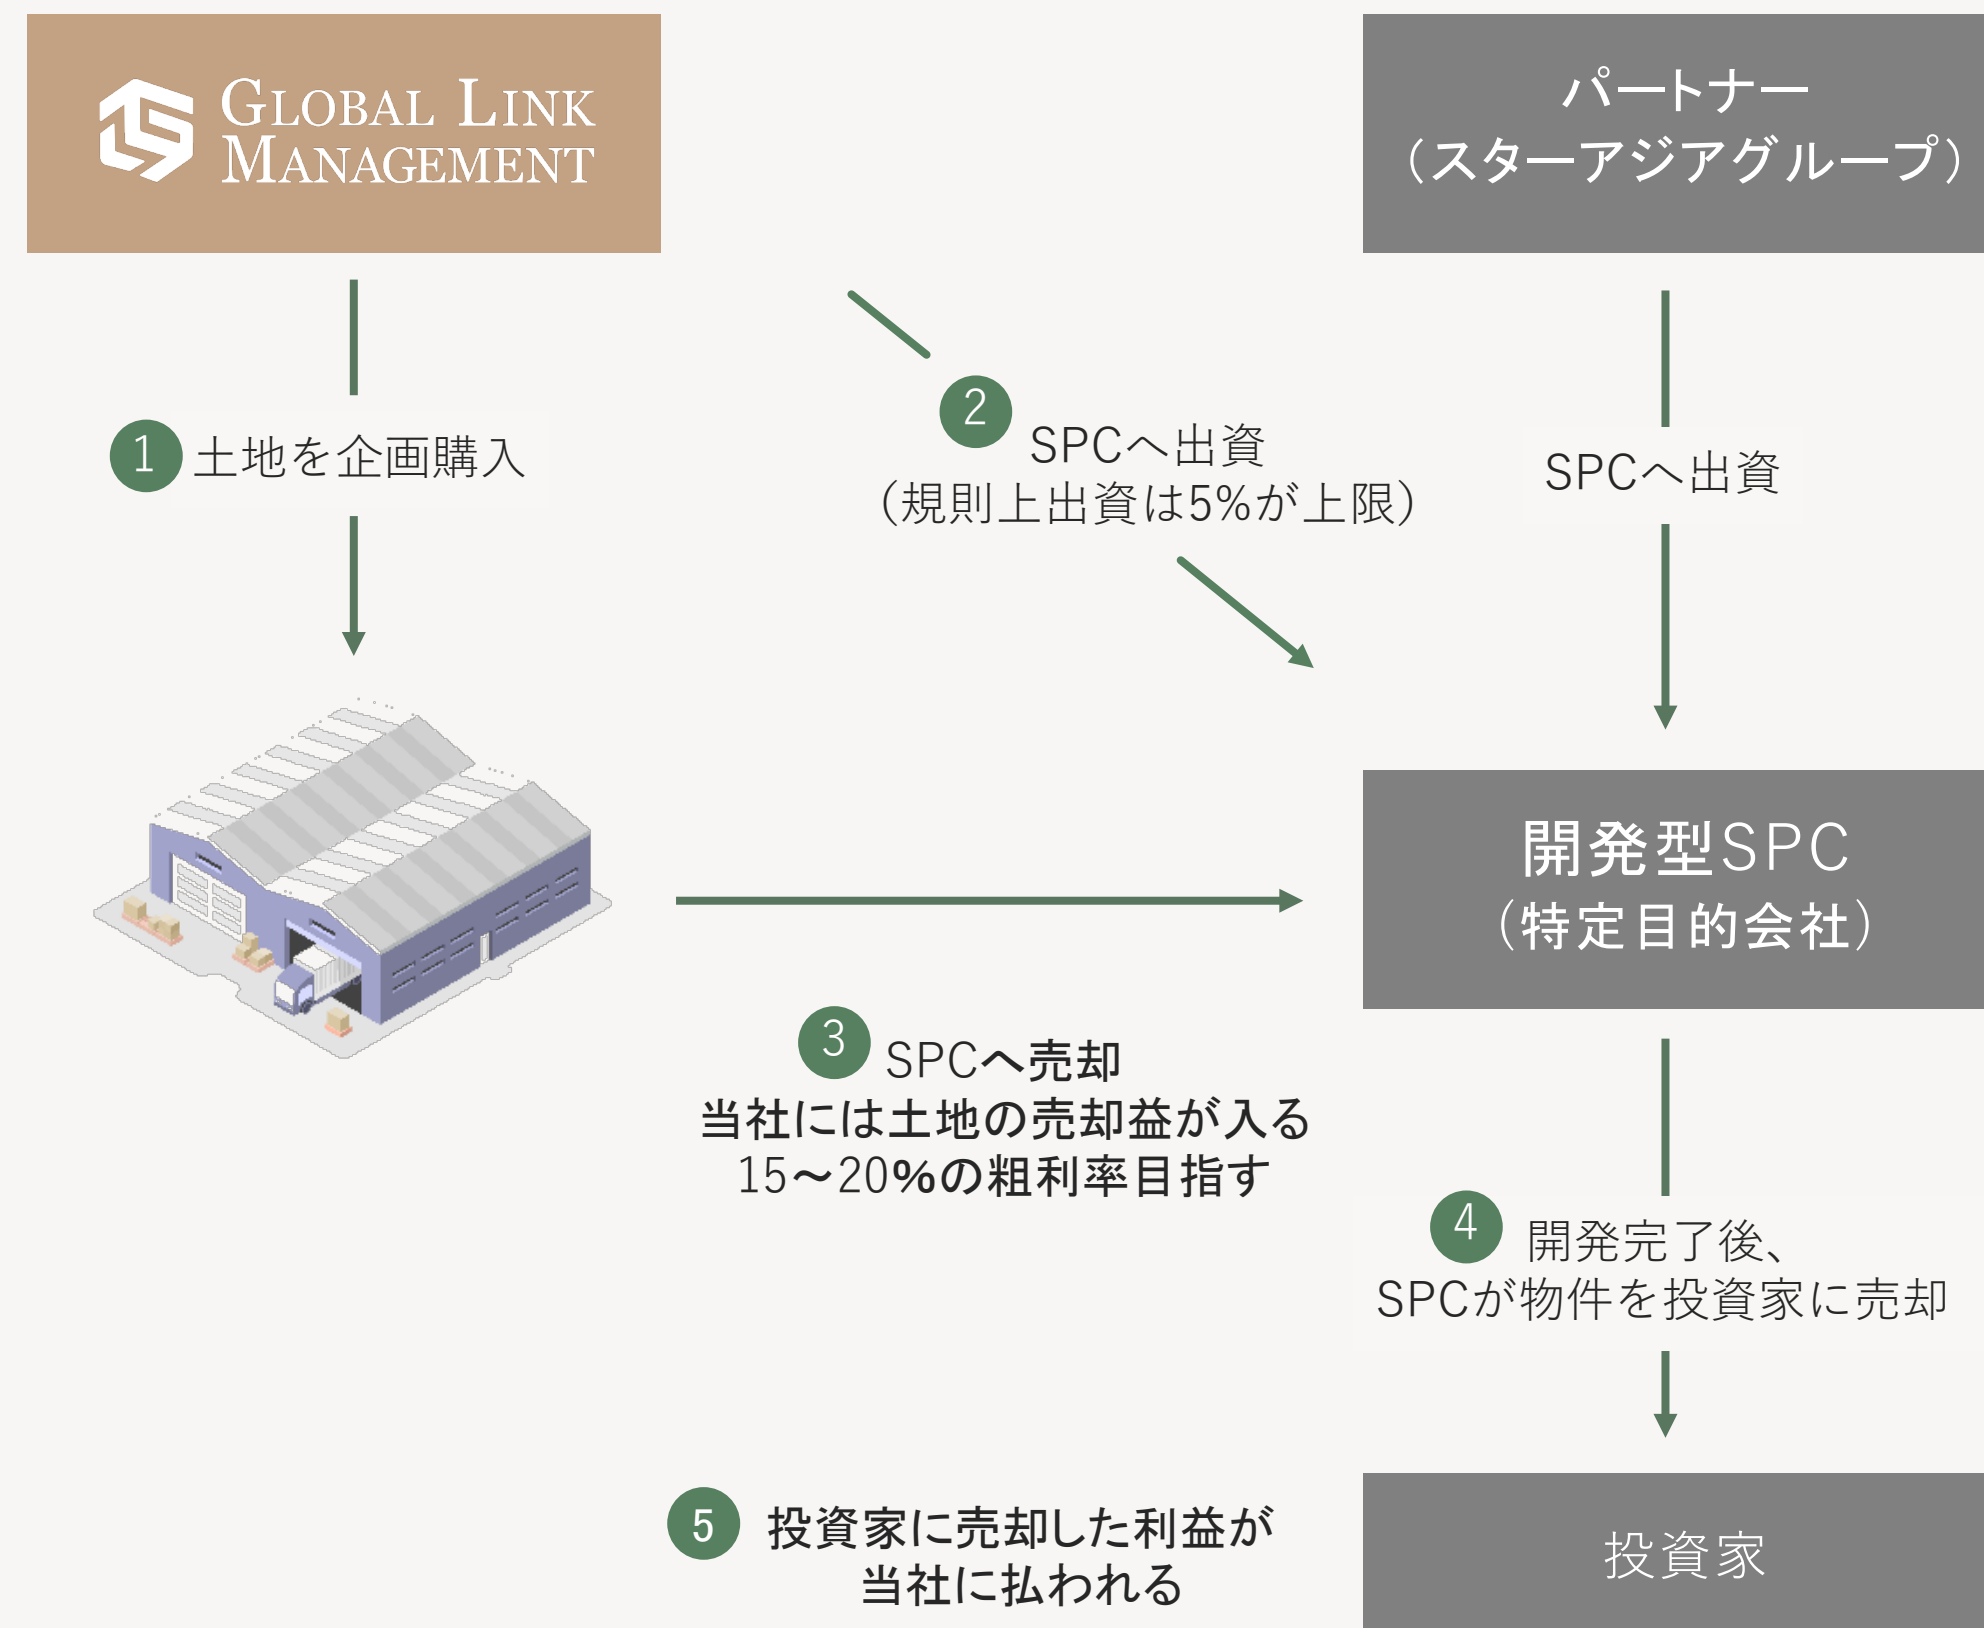 GLOBAL LINK
MANAGEMENT
パートナー
（スターアジアグループ）
1 土地を企画購入
2 SPCへ出資
（規則上出資は5%が上限）
SPCへ出資
開発型SPC
（特定目的会社）
3 SPCへ売却
当社には土地の売却益が入る
15～20%の粗利率目指す
4 開発完了後、
SPCが物件を投資家に売却
5 投資家に売却した利益が
当社に払われる
投資家